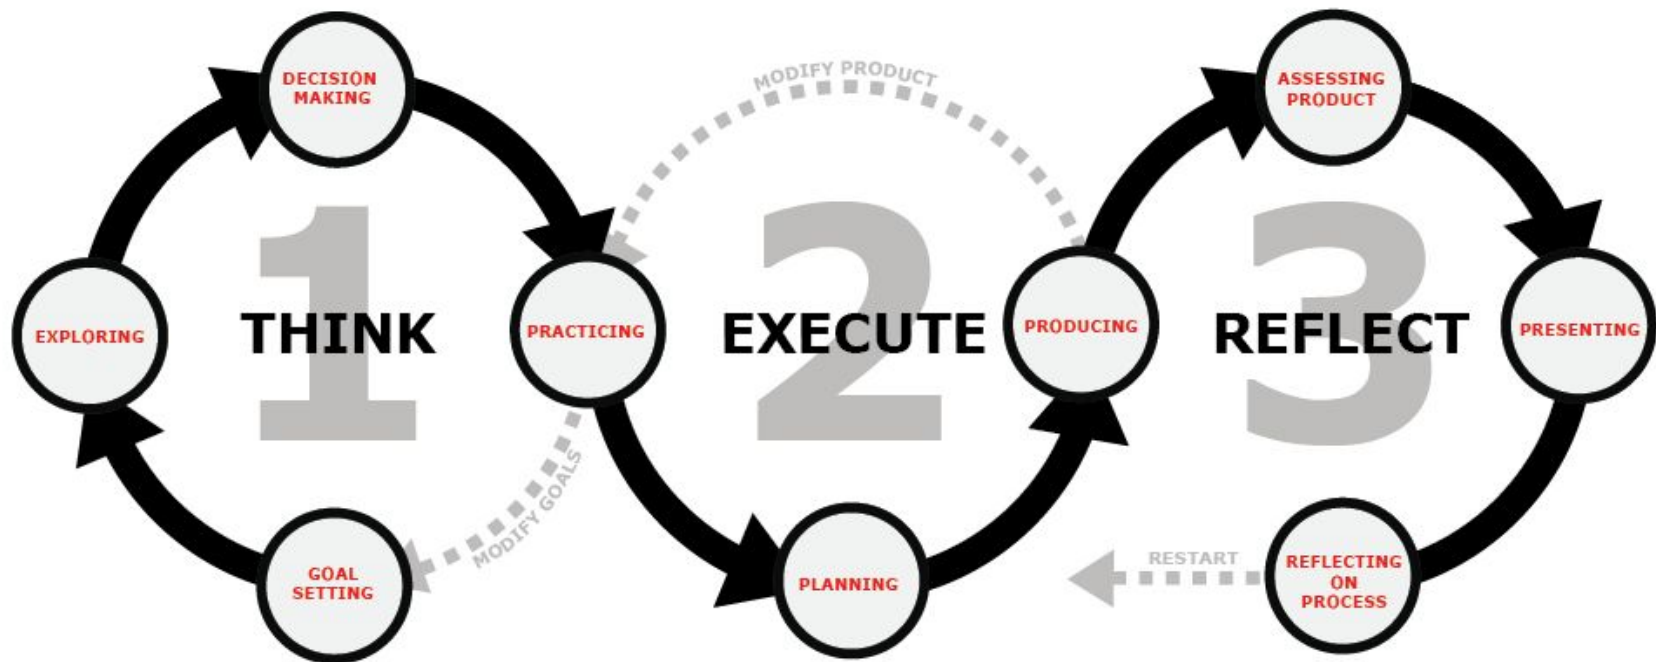 DECISION
MAKING
MODIFY PRODUCT
ASSESSING
PRODUCT
1
2
3
EXPLORING
THINK
PRACTICING
EXECUTE
PRODUCING
REFLECT
PRESENTING
MODIFY GOALS
GOAL
SETTING
PLANNING
RESTART
REFLECTING
ON
PROCESS